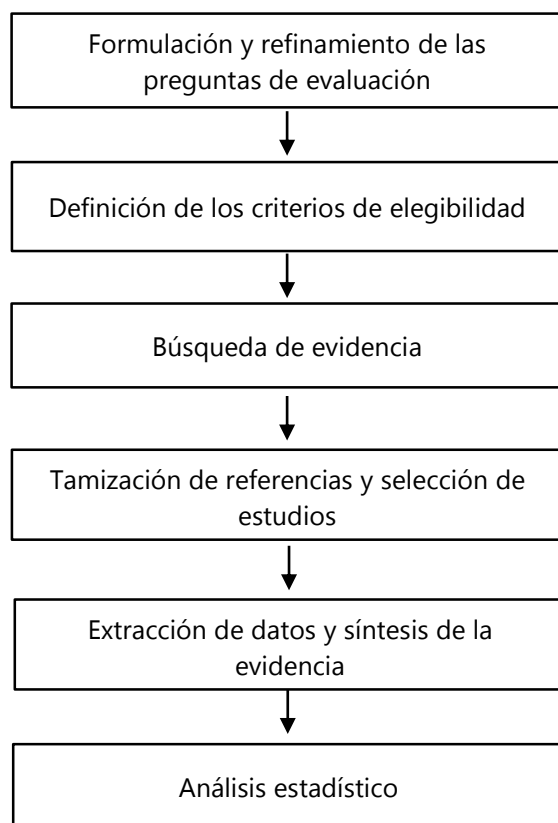 Formulación y refinamiento de las
preguntas de evaluación
Definición de los criterios de elegibilidad
Búsqueda de evidencia
Tamización de referencias y selección de
estudios
Extracción de datos y síntesis de la
evidencia
Análisis estadístico